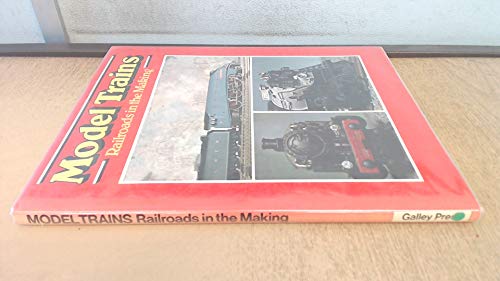 Model Trains
Railroads in the Making
MODEL TRAINS Railroads in the Making
Galley Press